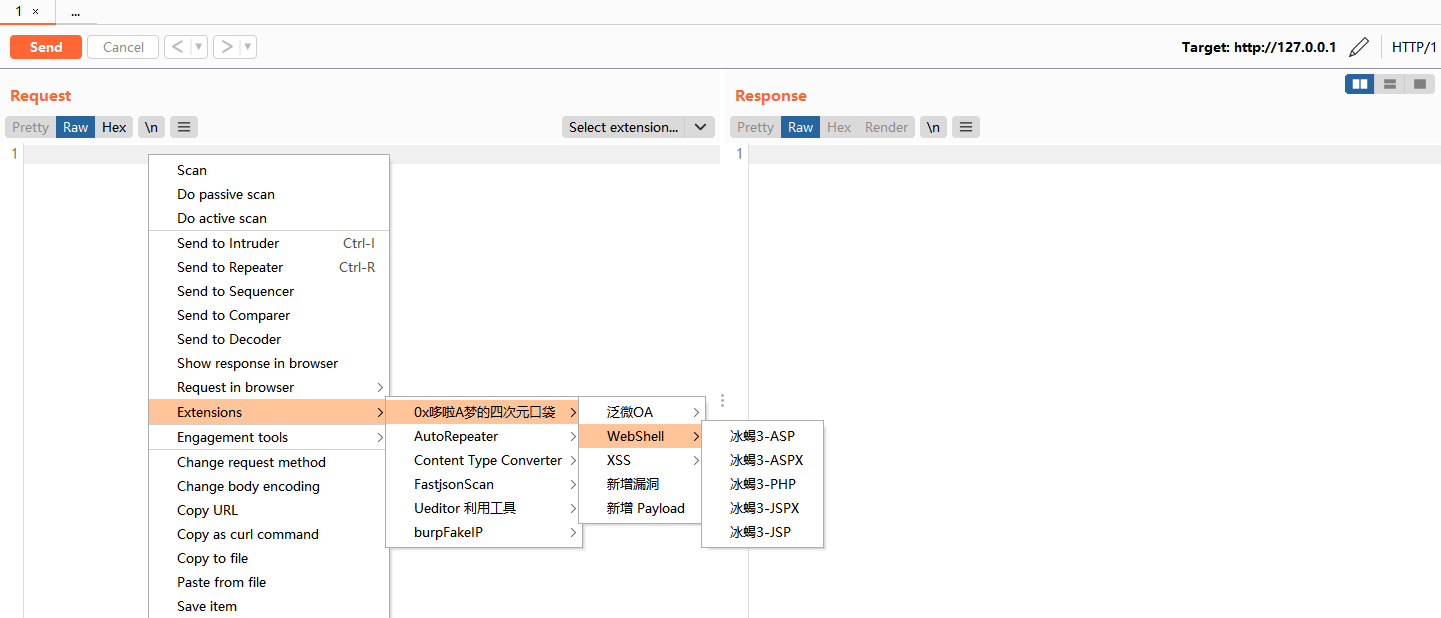 1 ×
...
Send
Cancel
< ▾
> ▾
Target: http://127.0.0.1
HTTP/1
Request
Response
Pretty Raw Hex \n
Select extension...
Pretty Raw Hex Render \n
1
1
Scan
Do passive scan
Do active scan
Send to Intruder Ctrl-I
Send to Repeater Ctrl-R
Send to Sequencer
Send to Comparer
Send to Decoder
Show response in browser
Request in browser
Extensions
Engagement tools
Change request method
Change body encoding
Copy URL
Copy as curl command
Copy to file
Paste from file
Save item
0x哆啦A梦的四次元口袋
AutoRepeater
Content Type Converter
FastjsonScan
Ueditor 利用工具
burpFakeIP
泛微OA
WebShell
XSS
新增漏洞
新增 Payload
冰蝎3-ASP
冰蝎3-ASPX
冰蝎3-PHP
冰蝎3-JSPX
冰蝎3-JSP